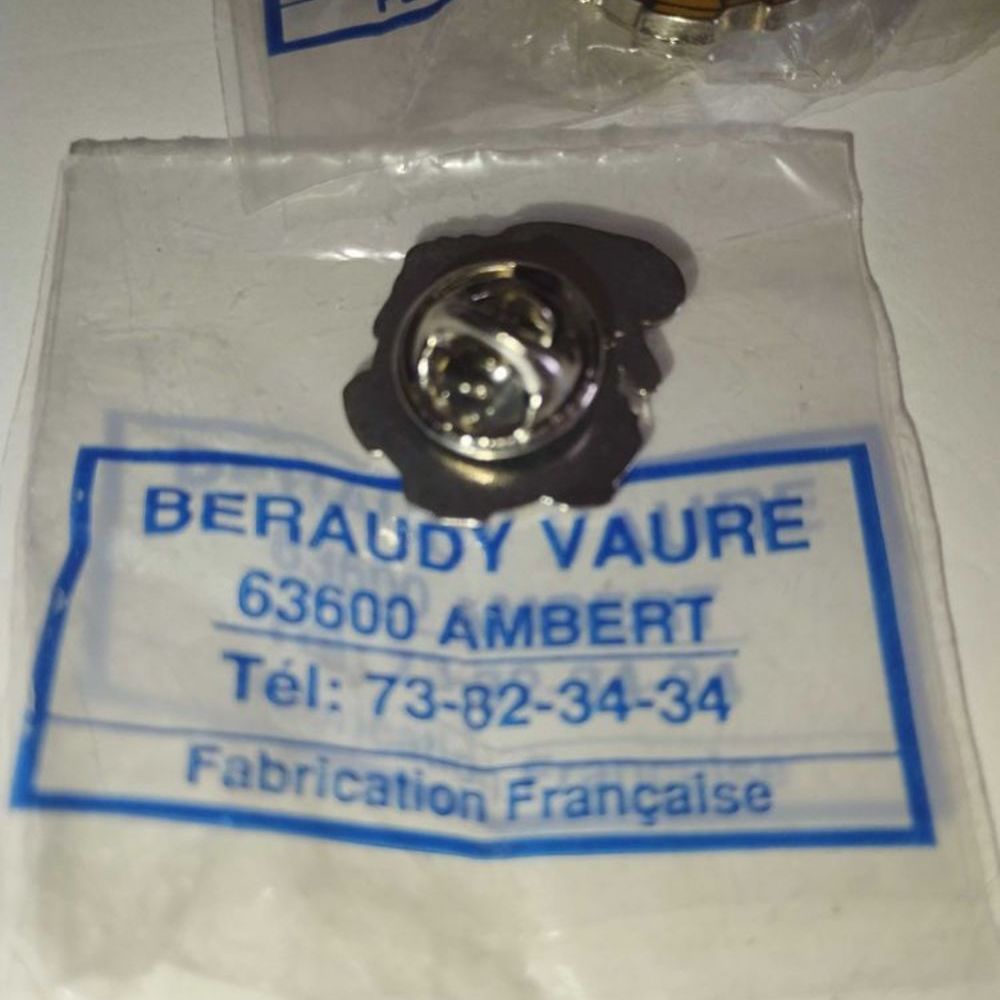 BERAUDY VAURE
63600 AMBERT
Tél: 73-82-34-34
Fabrication Française